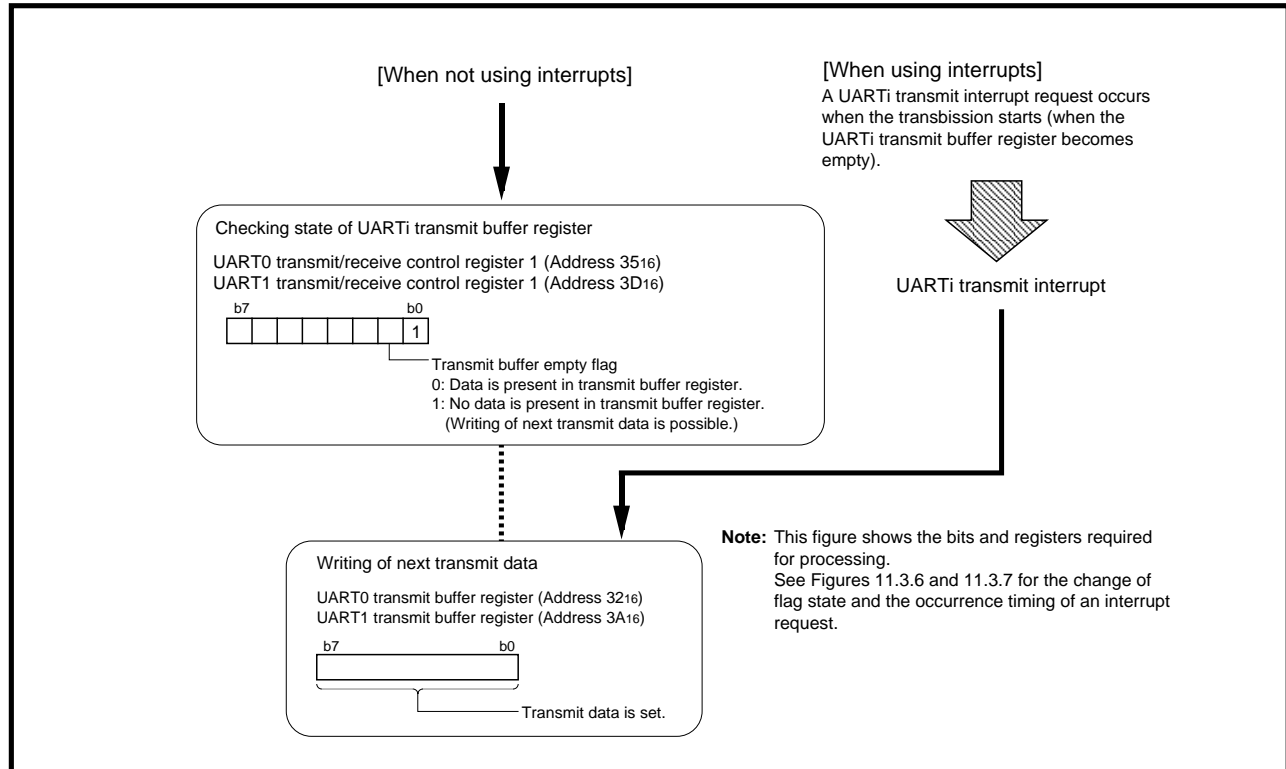 [When not using interrupts]
[When using interrupts]
A UARTi transmit interrupt request occurs
when the transbission starts (when the
UARTi transmit buffer register becomes
empty).
Checking state of UARTi transmit buffer register
UART0 transmit/receive control register 1 (Address 3516)
UART1 transmit/receive control register 1 (Address 3D16)
b7 b0
1
Transmit buffer empty flag
0: Data is present in transmit buffer register.
1: No data is present in transmit buffer register.
(Writing of next transmit data is possible.)
UARTi transmit interrupt
Writing of next transmit data
UART0 transmit buffer register (Address 3216)
UART1 transmit buffer register (Address 3A16)
b7 b0
Transmit data is set.
Note: This figure shows the bits and registers required
for processing.
See Figures 11.3.6 and 11.3.7 for the change of
flag state and the occurrence timing of an interrupt
request.